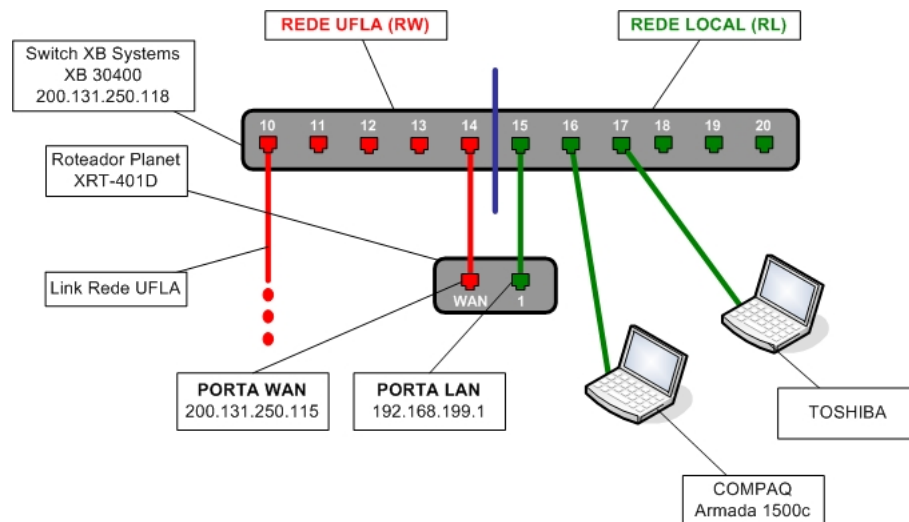 REDE UFLA (RW)
REDE LOCAL (RL)
Switch XB Systems
XB 30400
200.131.250.118
10 11 12 13 14 15 16 17 18 19 20
Roteador Planet
XRT-401D
Link Rede UFLA
WAN 1
PORTA WAN
200.131.250.115
PORTA LAN
192.168.199.1
TOSHIBA
COMPAQ
Armada 1500c